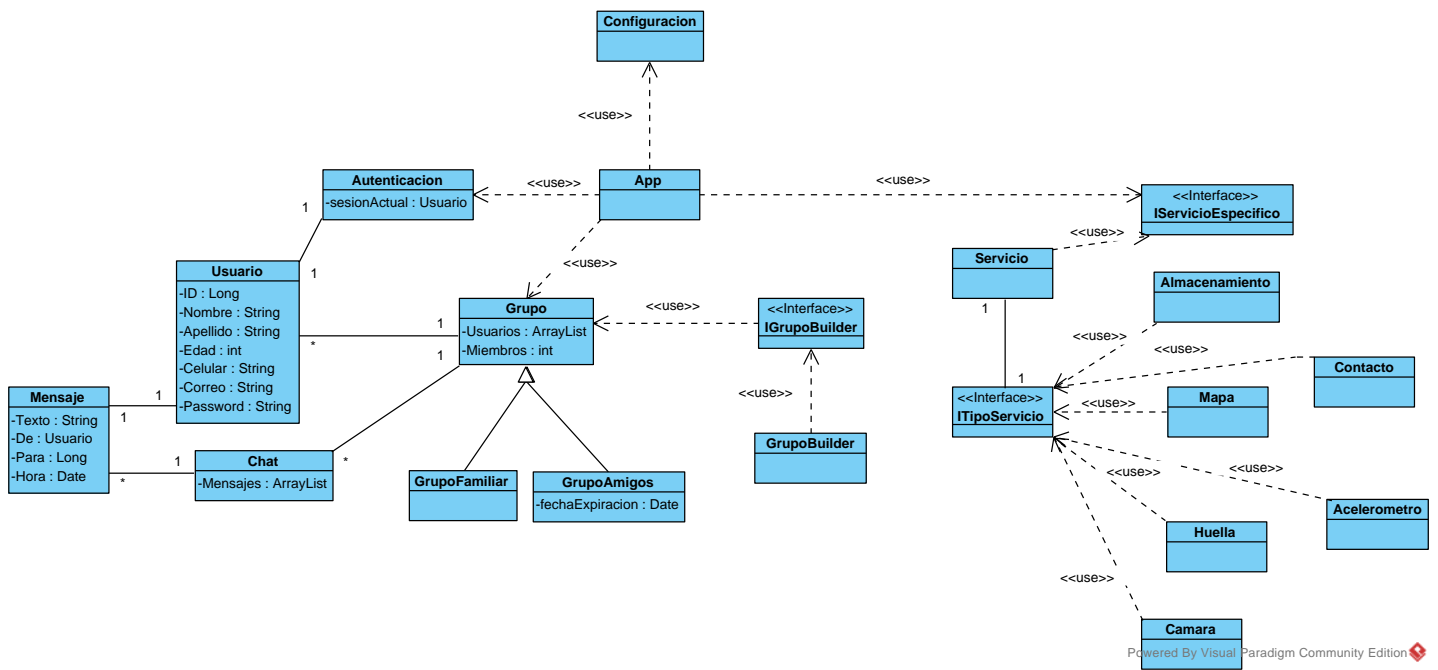 Configuracion
<<use>>
Autenticacion
-sesionActual : Usuario
<<use>>
App
<<use>>
<<Interface>>
IServicioEspecifico
1
1
<<use>>
<<use>>
Servicio
Usuario
-ID : Long
-Nombre : String
-Apellido : String
-Edad : int
-Celular : String
-Correo : String
-Password : String
Grupo
-Usuarios : ArrayList
-Miembros : int
1
*
1
<<use>>
<<Interface>>
IGrupoBuilder
<<use>>
GrupoBuilder
1
1
Almacenamiento
<<use>>
<<use>>
Contacto
<<Interface>>
ITipoServicio
<<use>>
Mapa
Mensaje
-Texto : String
-De : Usuario
-Para : Long
-Hora : Date
1
1
1
*
Chat
-Mensajes : ArrayList
*
GrupoFamiliar
GrupoAmigos
-fechaExpiracion : Date
<<use>>
<<use>>
Acelerometro
Huella
<<use>>
Camara
Powered By Visual Paradigm Community Edition